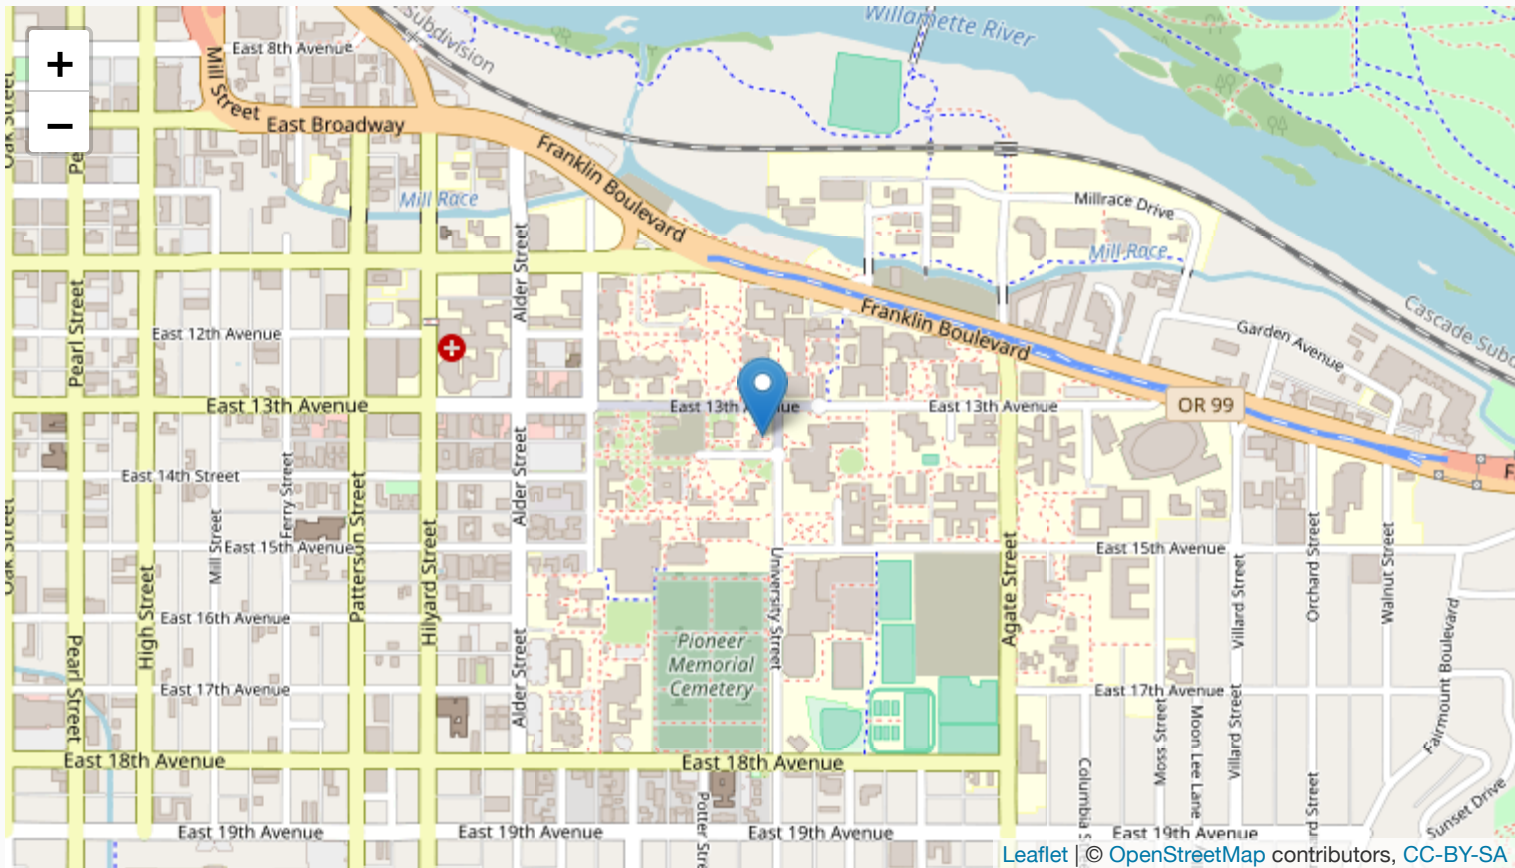 +
−
Subdivision
Willamette River
East 8th Avenue
Mill Street
Oak Street
East Broadway
Franklin Boulevard
Mill Race
Millrace Drive
Mill Race
Alder Street
Pearl Street
East 12th Avenue
Franklin Boulevard
Garden Avenue
Cascade Subd
East 13th Avenue
East 13th Avenue
East 13th Avenue
OR 99
F
East 14th Street
Ferry Street
Patterson Street
Alder Street
Oak Street
Mill Street
East 15th Avenue
East 15th Avenue
Hilyard Street
High Street
University Street
Agate Street
Orchard Street
Walnut Street
Villard Street
East 16th Avenue
Pioneer
Memorial
Cemetery
Pearl Street
Alder Street
Fairmount Boulevard
East 17th Avenue
East 17th Avenue
Moss Street
Moon Lee Lane
Villard Street
East 18th Avenue
East 18th Avenue
Columbia S
Potter Stre
Sunset Drive
East 19th Avenue
East 19th Avenue
East 19th Avenue
East 19th Avenue
Leaflet | © OpenStreetMap contributors, CC-BY-SA